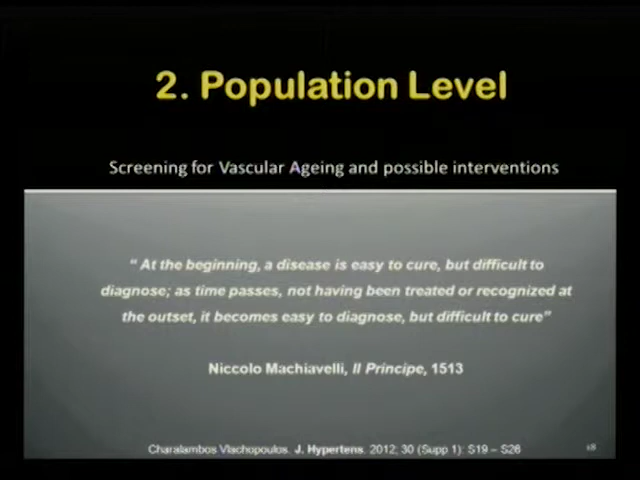 2. Population Level
Screening for Vascular Ageing and possible interventions
“ At the beginning, a disease is easy to cure, but difficult to
diagnose; as time passes, not having been treated or recognized at
the outset, it becomes easy to diagnose, but difficult to cure”
Niccolo Machiavelli, Il Principe, 1513
Charalambos Vlachopoulos. J. Hypertens. 2012; 30 (Supp 1): S19 – S26
18